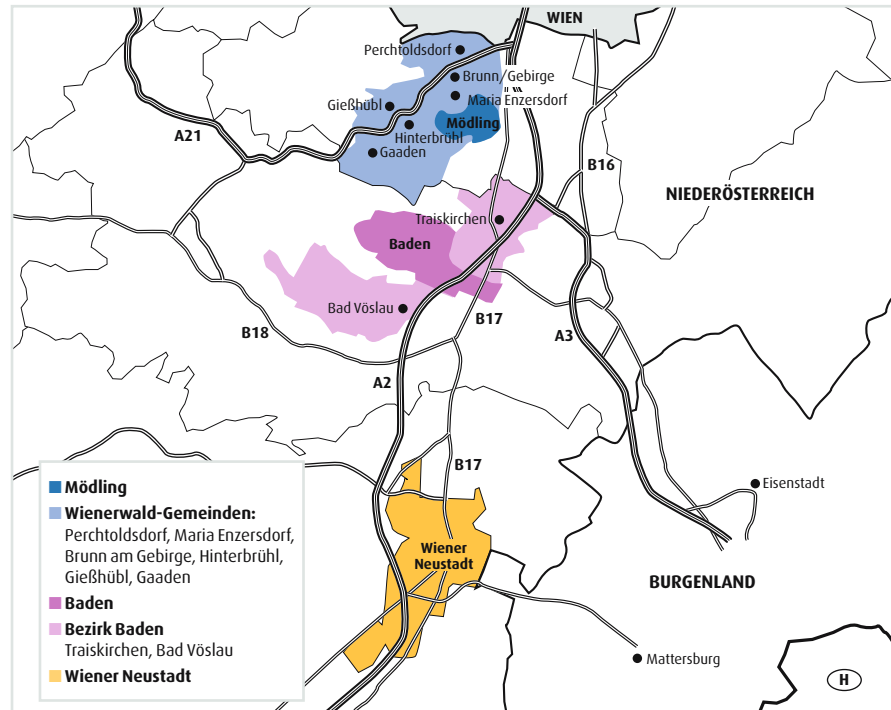 WIEN
Perchtoldsdorf
Brunn/Gebirge
Maria Enzersdorf
Gießhübl
Mödling
Hinterbrühl
Gaaden
A21
B16
NIEDERÖSTERREICH
Traiskirchen
Baden
Bad Vöslau
B17
B18
A3
A2
B17
Eisenstadt
Wiener
Neustadt
BURGENLAND
Mattersburg
H
Mödling
Wienerwald-Gemeinden:
Perchtoldsdorf, Maria Enzersdorf,
Brunn am Gebirge, Hinterbrühl,
Gießhübl, Gaaden
Baden
Bezirk Baden
Traiskirchen, Bad Vöslau
Wiener Neustadt